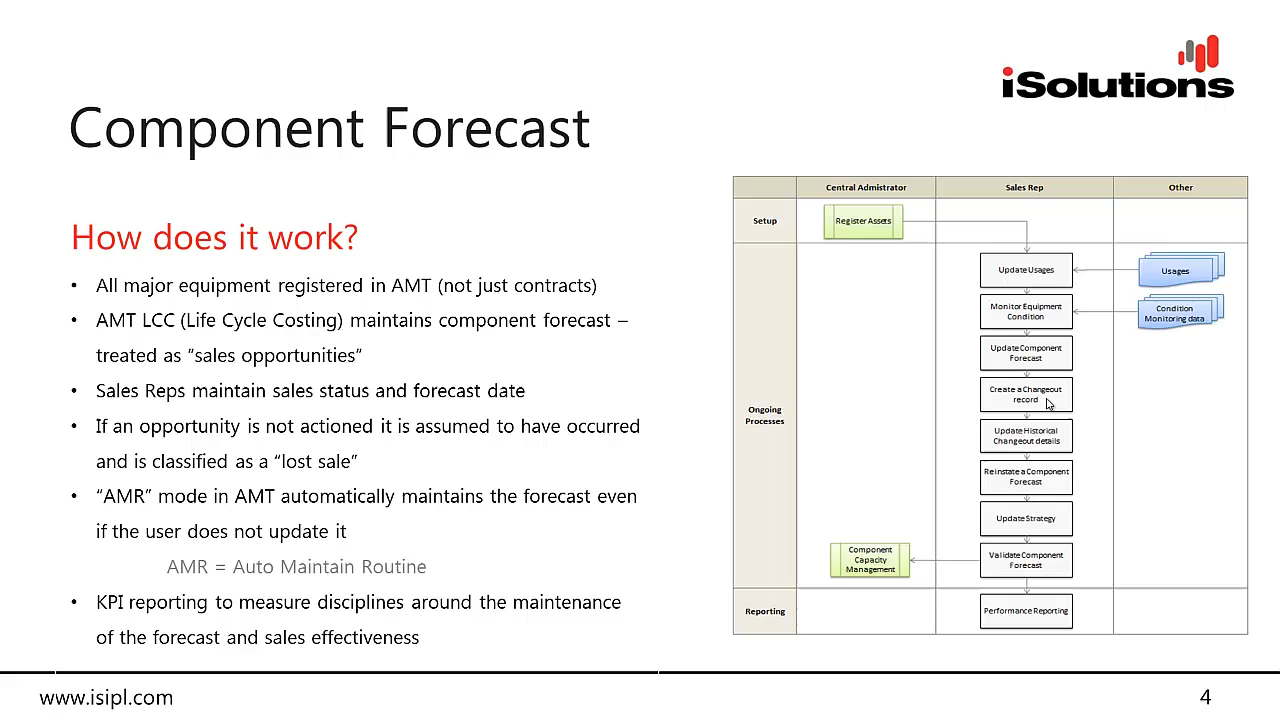 iSolutions
Component Forecast
How does it work?
• All major equipment registered in AMT (not just contracts)
• AMT LCC (Life Cycle Costing) maintains component forecast –
treated as "sales opportunities"
• Sales Reps maintain sales status and forecast date
• If an opportunity is not actioned it is assumed to have occurred
and is classified as a "lost sale"
• "AMR" mode in AMT automatically maintains the forecast even
if the user does not update it
AMR = Auto Maintain Routine
• KPI reporting to measure disciplines around the maintenance
of the forecast and sales effectiveness
Central Admistrator
Sales Rep
Other
Setup
Register Assets
Ongoing
Processes
Update Usages
Usages
Monitor Equipment
Condition
Condition
Monitoring data
Update Component
Forecast
Create a Changeout
record
Update Historical
Changeout details
Reinstate a Component
Forecast
Update Strategy
Component
Capacity
Management
Validate Component
Forecast
Reporting
Performance Reporting
www.isipl.com
4